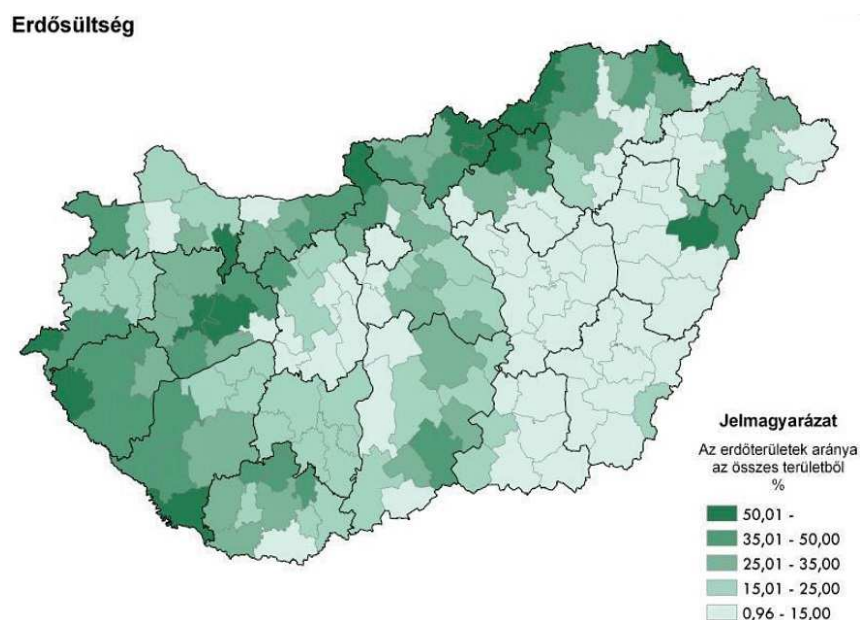 Erdősültség
Jelmagyarázat
Az erdőterületek aránya
az összes területből
%
50,01 -
35,01 - 50,00
25,01 - 35,00
15,01 - 25,00
0,96 - 15,00